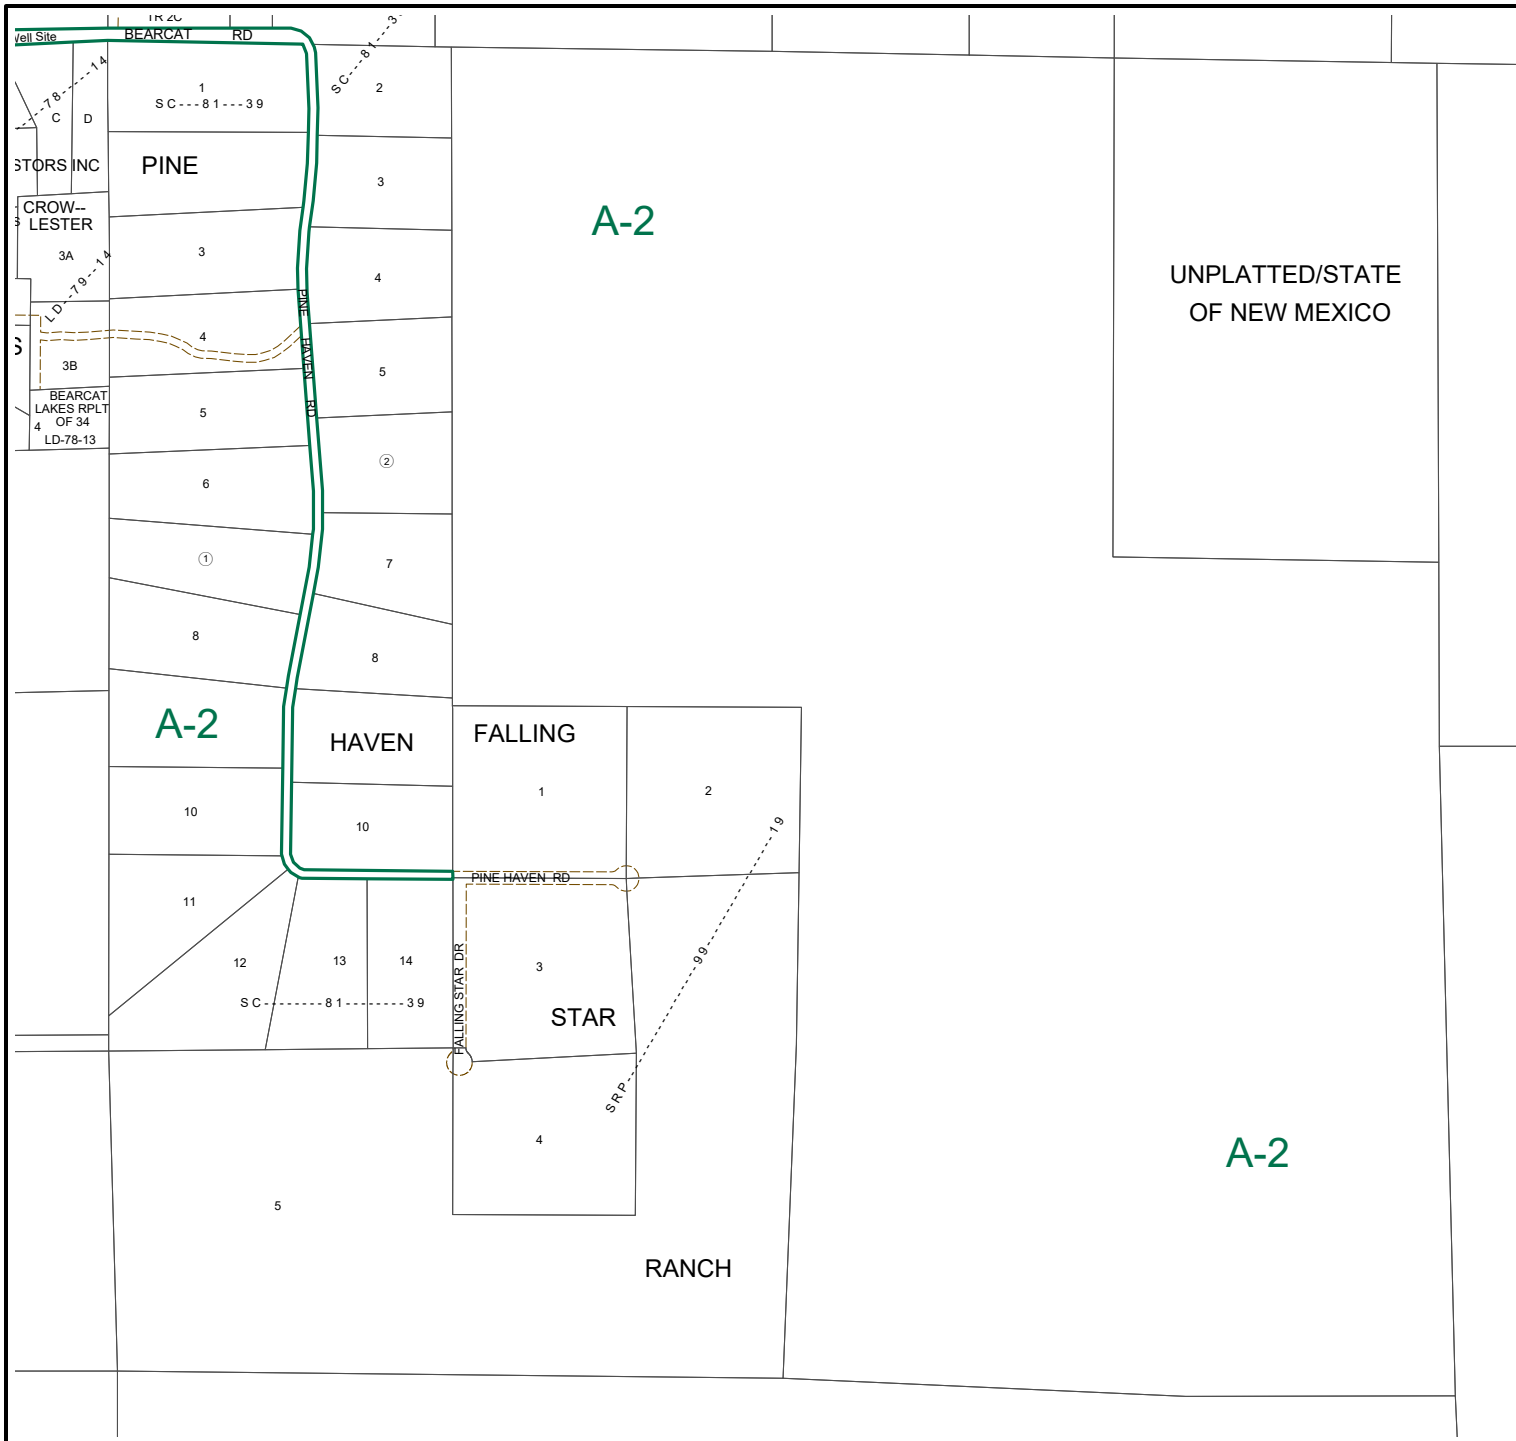 TR 2C
Well Site
BEARCAT RD
SC---81---3
78---14
1
SC---81---39
2
C
D
STORS INC
PINE
3
CROW--
LESTER
S
3A
3
4
LD--79--14
UNPLATTED/STATE
OF NEW MEXICO
A-2
PINE HAVEN RD
4
S
3B
5
BEARCAT
LAKES RPLT
OF 34
4
LD-78-13
5
2
6
1
7
8
8
A-2
HAVEN
FALLING
1
2
10
10
PINE HAVEN RD
11
12
13
14
SC--------81--------39
FALLING STAR DR
3
STAR
SRP--------99--------19
4
5
A-2
RANCH